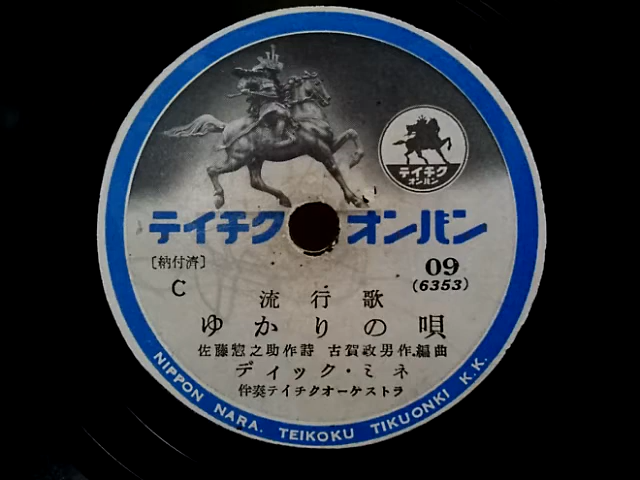 テイチク
オンバン
テイチク オンバン
〔納付済〕
C
09
(6353)
流行歌
ゆかりの唄
佐藤惣之助作詩 古賀政男作.編曲
ディック・ミネ
伴奏テイチクオーケストラ
NIPPON NARA. TEIKOKU TIKUONKI K.K.